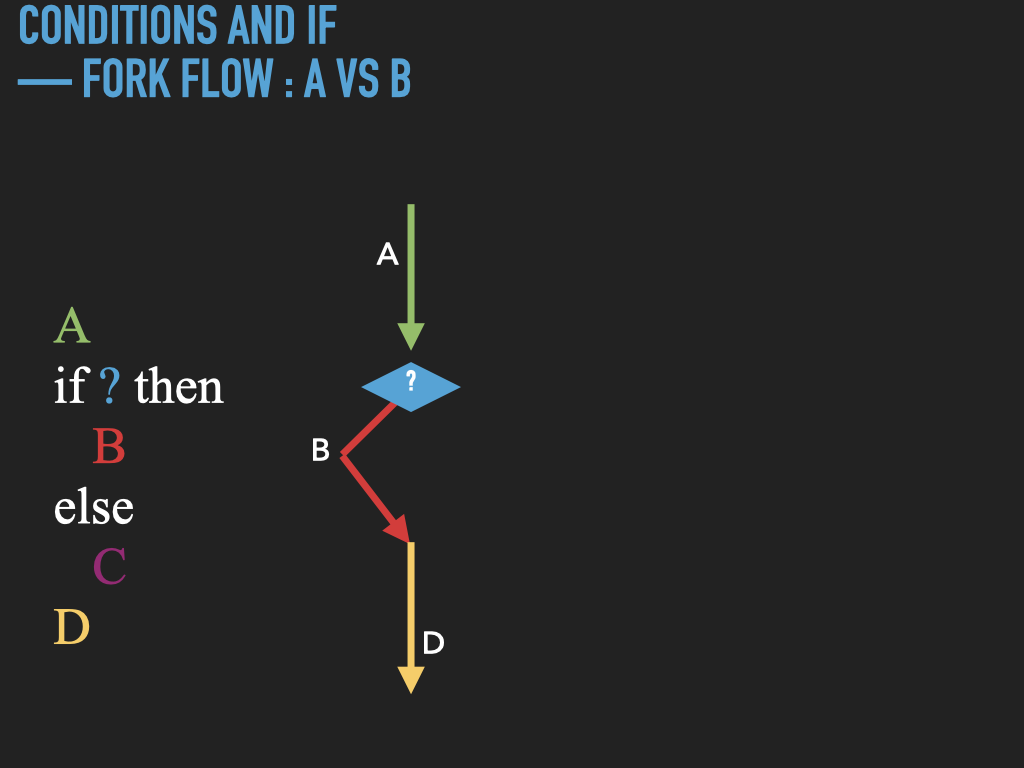 CONDITIONS AND IF
— FORK FLOW : A VS B
A
if ? then
B
else
C
D
A
?
B
D